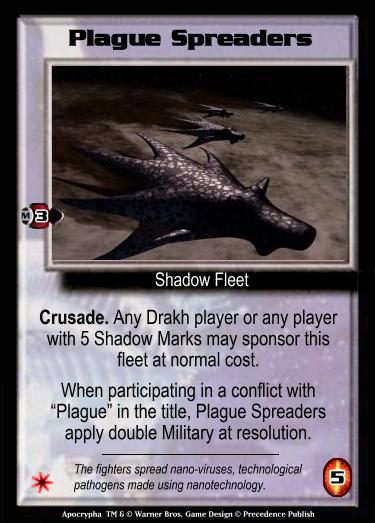 Plague Spreaders
M 3
Shadow Fleet
Crusade. Any Drakh player or any player
with 5 Shadow Marks may sponsor this
fleet at normal cost.
When participating in a conflict with
“Plague” in the title, Plague Spreaders
apply double Military at resolution.
The fighters spread nano-viruses, technological
pathogens made using nanotechnology.
5
Apocrypha TM & © Warner Bros. Game Design © Precedence Publish